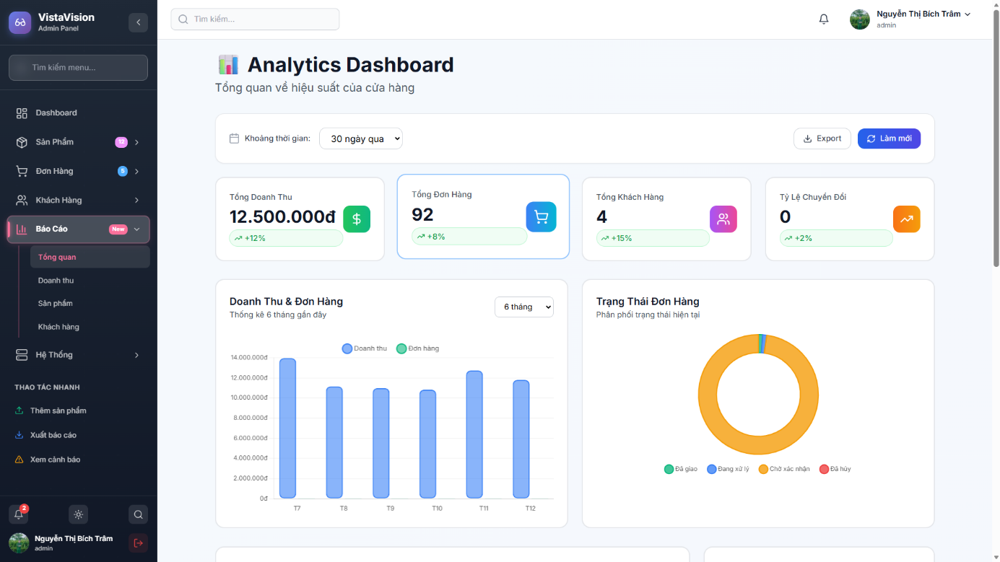 VistaVision
Admin Panel
Tìm kiếm menu...
Dashboard
Sản Phẩm 12
Đơn Hàng 5
Khách Hàng
Báo Cáo New
Tổng quan
Doanh thu
Sản phẩm
Khách hàng
Hệ Thống
THAO TÁC NHANH
Thêm sản phẩm
Xuất báo cáo
Xem cảnh báo
2
Nguyễn Thị Bích Trâm
admin
Tìm kiếm...
Nguyễn Thị Bích Trâm
admin
Analytics Dashboard
Tổng quan về hiệu suất của cửa hàng
Khoảng thời gian: 30 ngày qua
Export
Làm mới
Tổng Doanh Thu
12.500.000đ
$
+12%
Tổng Đơn Hàng
92
+8%
Tổng Khách Hàng
4
+15%
Tỷ Lệ Chuyển Đổi
0
+2%
Doanh Thu & Đơn Hàng
Thống kê 6 tháng gần đây
6 tháng
Doanh thu Đơn hàng
14.000.000đ
12.000.000đ
10.000.000đ
8.000.000đ
6.000.000đ
4.000.000đ
2.000.000đ
0đ
T7 T8 T9 T10 T11 T12
Trạng Thái Đơn Hàng
Phân phối trạng thái hiện tại
Đã giao Đang xử lý Chờ xác nhận Đã hủy